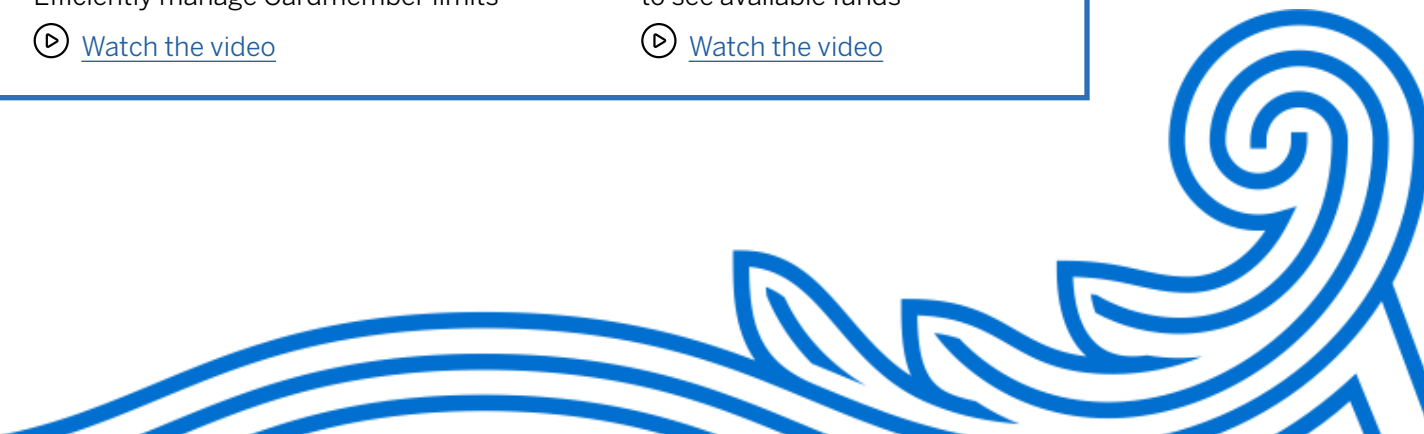 Efficiently manage Cardmember limits
to see available funds
Watch the video
Watch the video